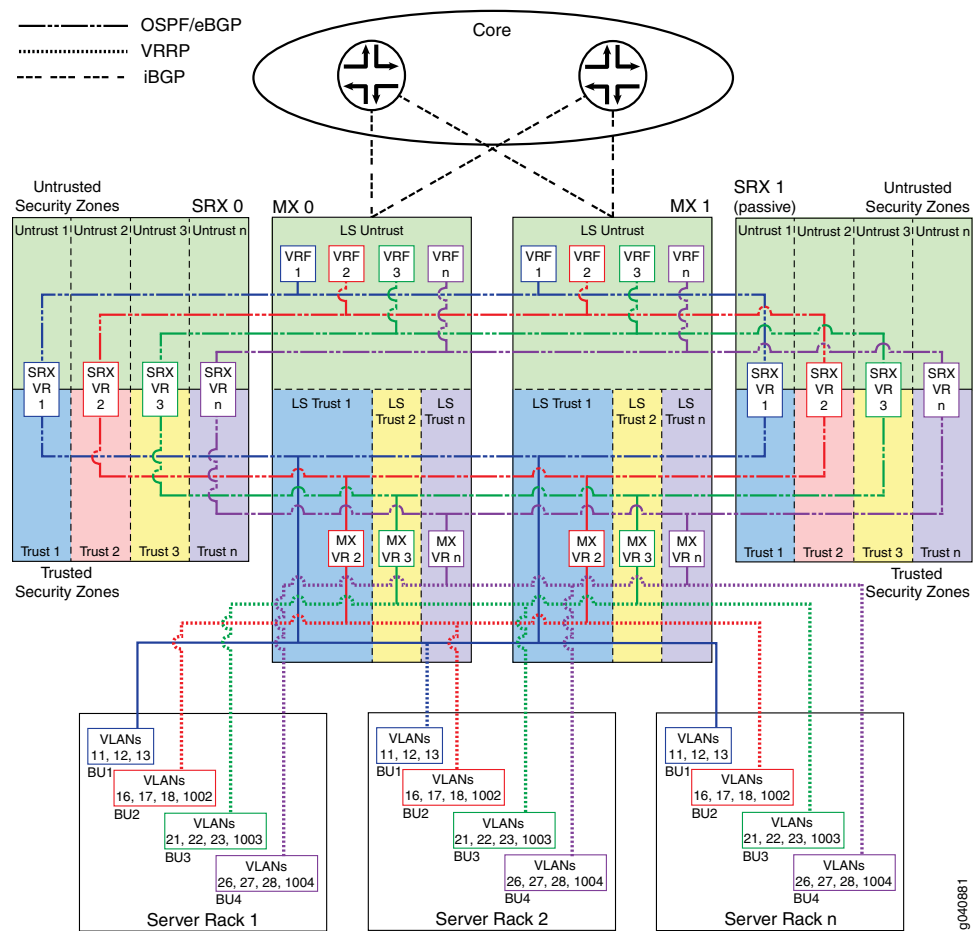 OSPF/eBGP
VRRP
iBGP
Core
Untrusted
Security Zones
SRX 0
MX 0
MX 1
SRX 1
(passive)
Untrusted
Security Zones
Untrust 1
Untrust 2
Untrust 3
Untrust n
LS Untrust
LS Untrust
Untrust 1
Untrust 2
Untrust 3
Untrust n
VRF
1
VRF
2
VRF
3
VRF
n
VRF
1
VRF
2
VRF
3
VRF
n
SRX
VR
1
SRX
VR
2
SRX
VR
3
SRX
VR
n
SRX
VR
1
SRX
VR
2
SRX
VR
3
SRX
VR
n
LS Trust 1
LS
Trust 2
LS
Trust n
LS Trust 1
LS
Trust 2
LS
Trust n
MX
VR 2
MX
VR 3
MX
VR n
MX
VR 2
MX
VR 3
MX
VR n
Trust 1
Trust 2
Trust 3
Trust n
Trust 1
Trust 2
Trust 3
Trust n
Trusted
Security Zones
Trusted
Security Zones
VLANs
11, 12, 13
BU1
VLANs
16, 17, 18, 1002
BU2
VLANs
21, 22, 23, 1003
BU3
VLANs
26, 27, 28, 1004
BU4
Server Rack 1
VLANs
11, 12, 13
BU1
VLANs
16, 17, 18, 1002
BU2
VLANs
21, 22, 23, 1003
BU3
VLANs
26, 27, 28, 1004
BU4
Server Rack 2
VLANs
11, 12, 13
BU1
VLANs
16, 17, 18, 1002
BU2
VLANs
21, 22, 23, 1003
BU3
VLANs
26, 27, 28, 1004
BU4
Server Rack n
g040881